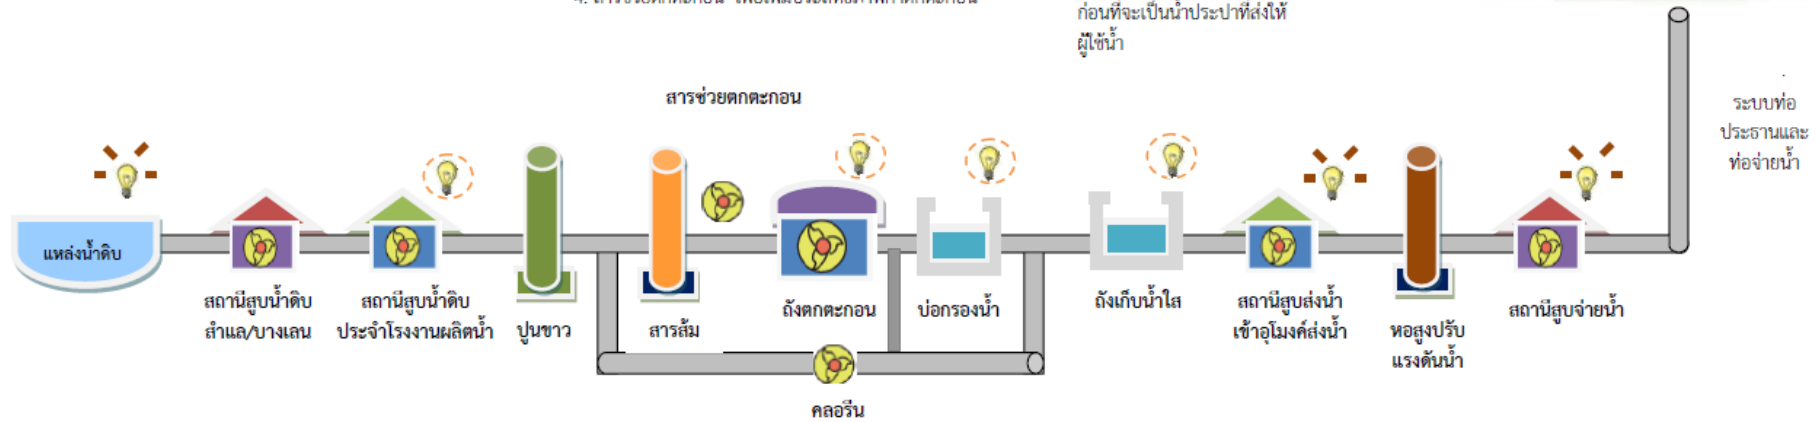 ก่อนที่จะเป็นน้ำประปาที่ส่งให้
ผู้ใช้น้ำ
สารช่วยตกตะกอน
ระบบท่อ
ประธานและ
ท่อจ่ายน้ำ
แหล่งน้ำดิบ
สถานีสูบน้ำดิบ
สำแล/บางเลน
สถานีสูบน้ำดิบ
ประจำโรงงานผลิตน้ำ
ปูนขาว
สารส้ม
ถังตกตะกอน
บ่อกรองน้ำ
ถังเก็บน้ำใส
สถานีสูบส่งน้ำ
เข้าอุโมงค์ส่งน้ำ
หอสูงปรับ
แรงดันน้ำ
สถานีสูบจ่ายน้ำ
คลอรีน